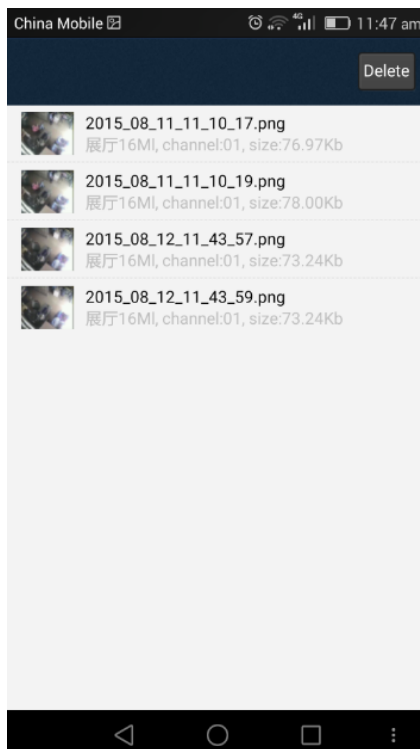 China Mobile 4G 11:47 am
Delete
2015_08_11_11_10_17.png
展厅16MI, channel:01, size:76.97Kb
2015_08_11_11_10_19.png
展厅16MI, channel:01, size:78.00Kb
2015_08_12_11_43_57.png
展厅16MI, channel:01, size:73.24Kb
2015_08_12_11_43_59.png
展厅16MI, channel:01, size:73.24Kb